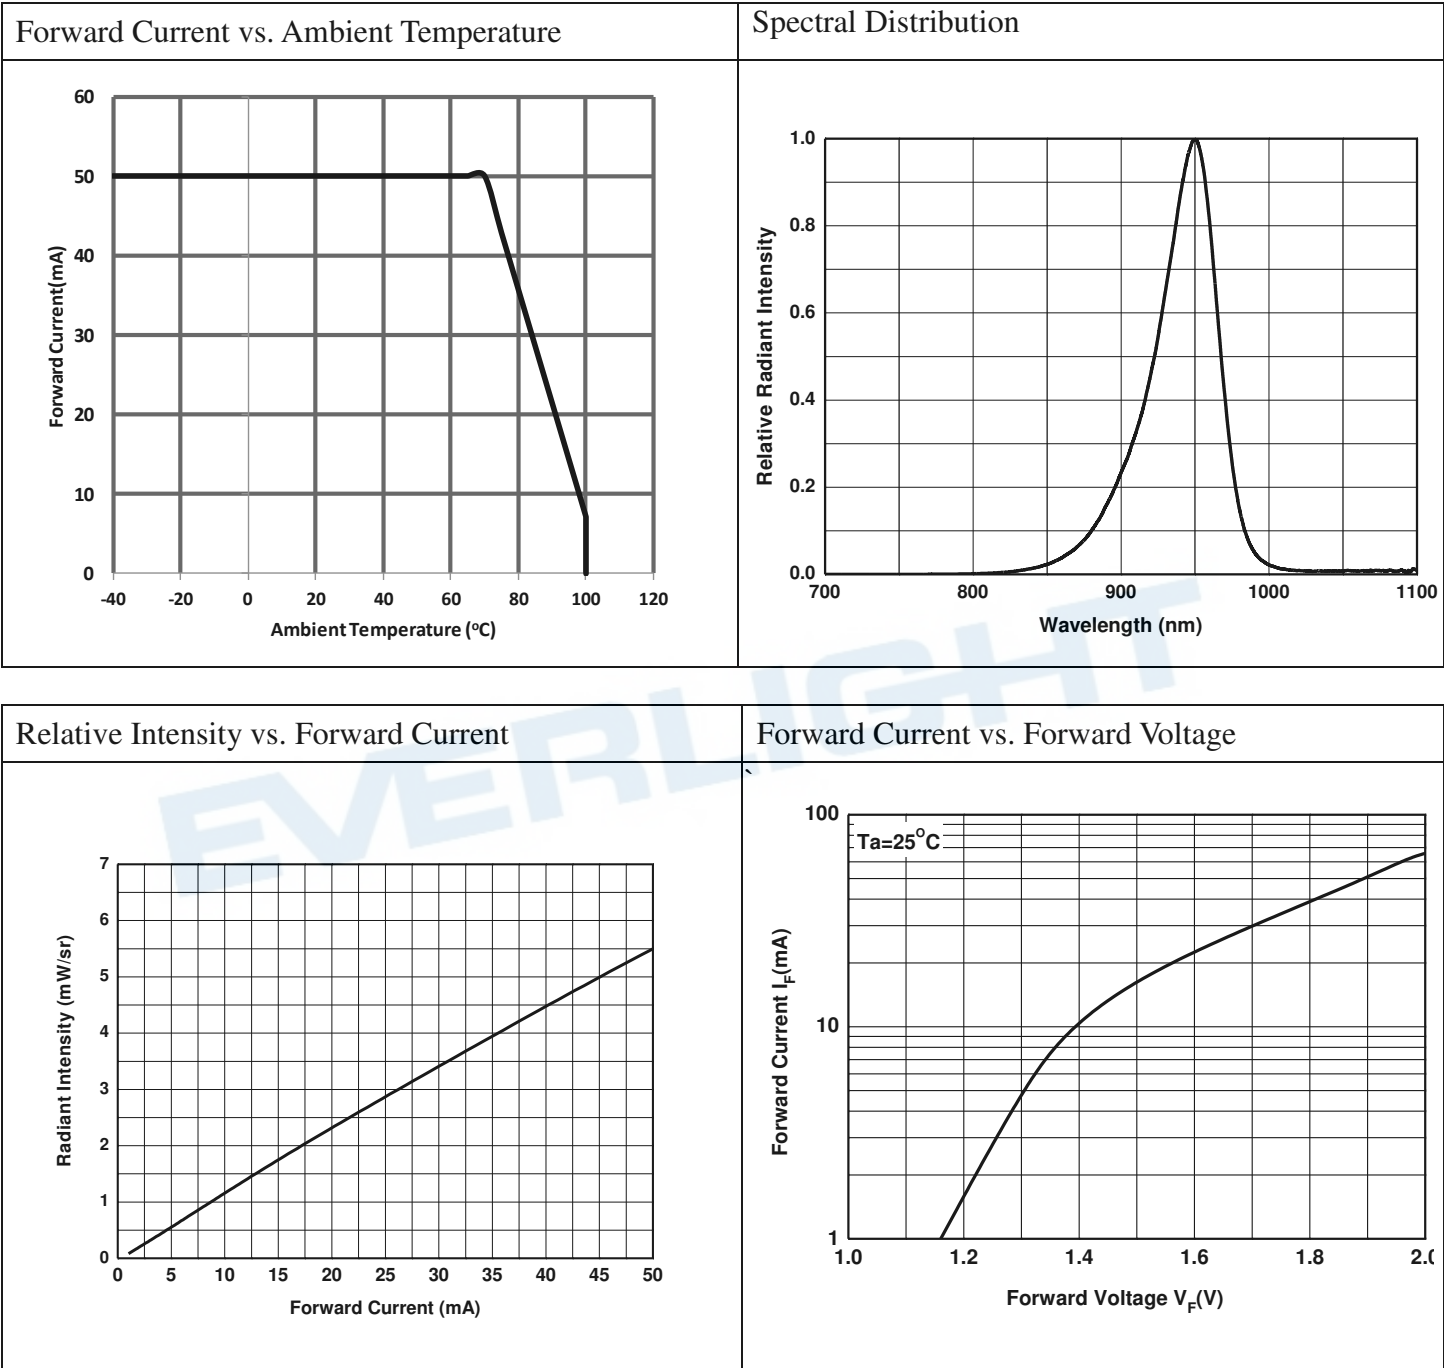 Forward Current vs. Ambient Temperature
Spectral Distribution
60
50
40
30
20
10
0
Forward Current(mA)
-40 -20 0 20 40 60 80 100 120
Ambient Temperature (ºC)
1.0
0.8
0.6
0.4
0.2
0.0
Relative Radiant Intensity
700 800 900 1000 1100
Wavelength (nm)
EVERLIGHT
Relative Intensity vs. Forward Current
Forward Current vs. Forward Voltage
`
7
6
5
4
3
2
1
0
Radiant Intensity (mW/sr)
0 5 10 15 20 25 30 35 40 45 50
Forward Current (mA)
Ta=25°C
100
10
1
Forward Current IF(mA)
1.0 1.2 1.4 1.6 1.8 2.0
Forward Voltage VF(V)